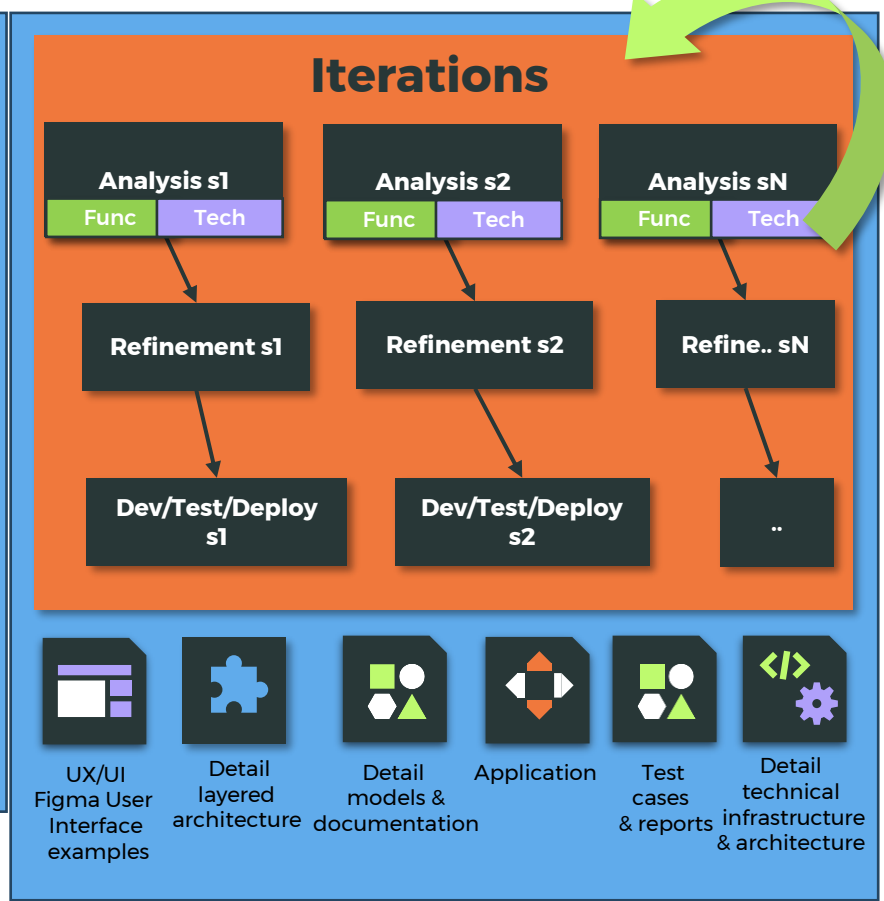 Iterations
Analysis s1
Func
Tech
Analysis s2
Func
Tech
Analysis sN
Func
Tech
Refinement s1
Refinement s2
Refine.. sN
Dev/Test/Deploy
s1
Dev/Test/Deploy
s2
..
UX/UI
Figma User
Interface
examples
Detail
layered
architecture
Detail
models &
documentation
Application
Test
cases
& reports
Detail
technical
infrastructure
& architecture